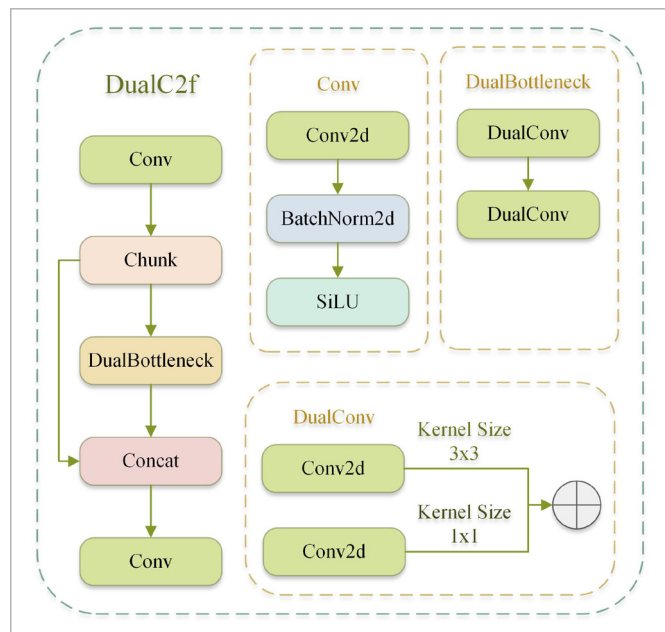 DualC2f
Conv
Chunk
DualBottleneck
Concat
Conv
Conv
Conv2d
BatchNorm2d
SiLU
DualBottleneck
DualConv
DualConv
DualConv
Conv2d
Kernel Size
3x3
Conv2d
Kernel Size
1x1